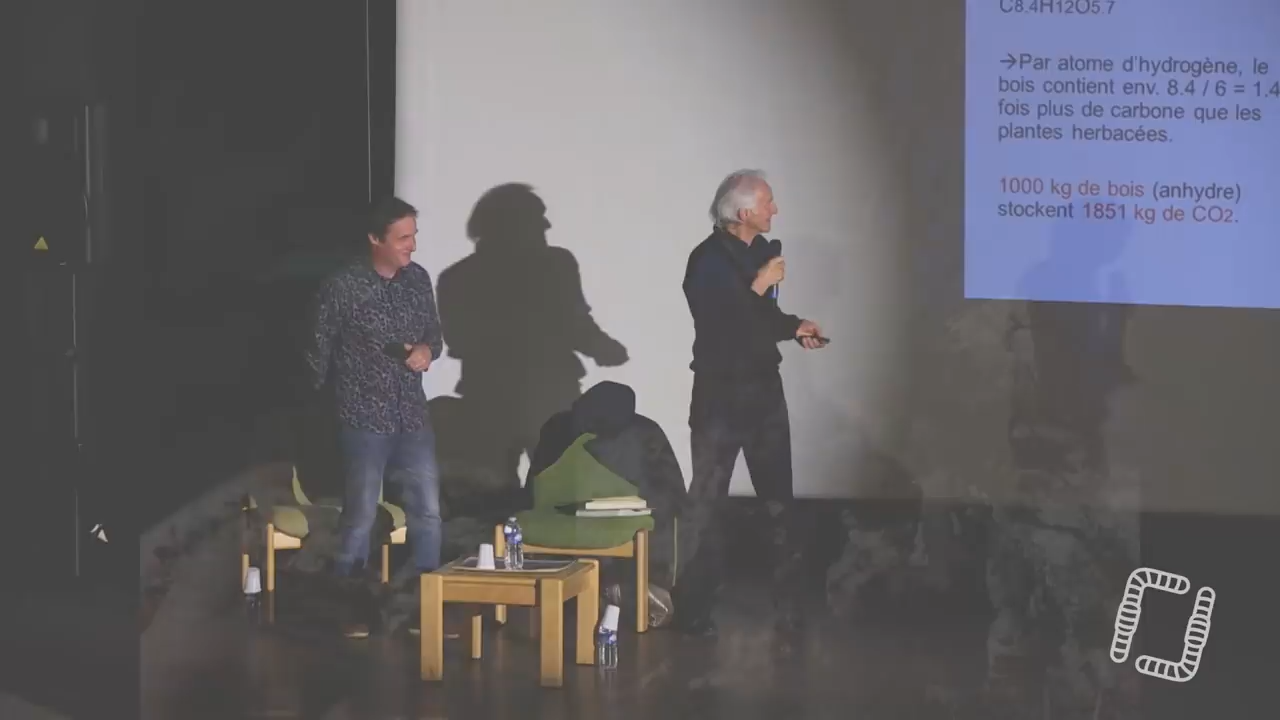 C8.4H12O5.7
→Par atome d'hydrogène, le
bois contient env. 8.4 / 6 = 1.4
fois plus de carbone que les
plantes herbacées.
1000 kg de bois (anhydre)
stockent 1851 kg de CO2.